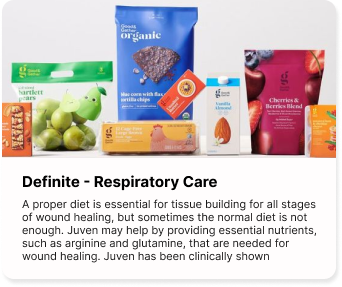 Good &
Gather
organic
blue corn with flax
tortilla chips
bartlett
pears
Vanilla
Almond
Cherries &
Berries Blend
Definite - Respiratory Care
A proper diet is essential for tissue building for all stages
of wound healing, but sometimes the normal diet is not
enough. Juven may help by providing essential nutrients,
such as arginine and glutamine, that are needed for
wound healing. Juven has been clinically shown